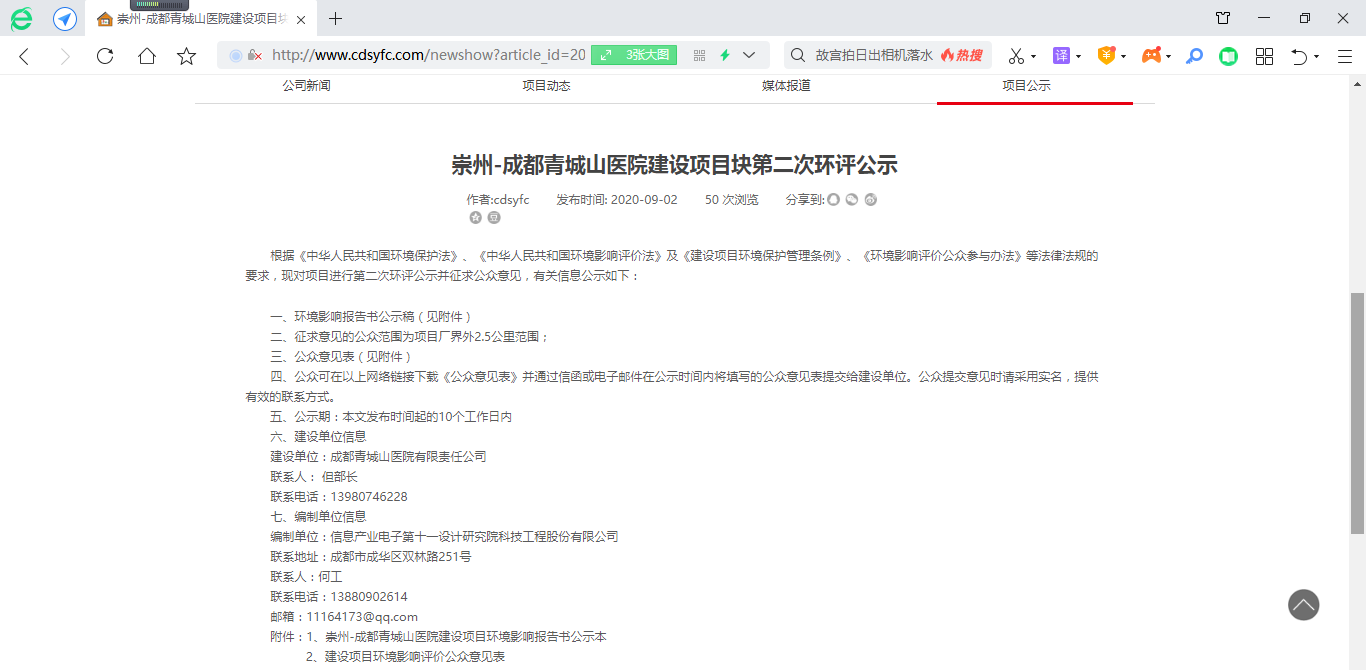 崇州-成都青城山医院建设项目块
http://www.cdsyfc.com/newshow?article_id=20
3张大图
故宫拍日出相机落水
热搜
译
公司新闻
项目动态
媒体报道
项目公示
崇州-成都青城山医院建设项目块第二次环评公示
作者:cdsyfc 发布时间: 2020-09-02 50 次浏览 分享到:
豆
根据《中华人民共和国环境保护法》、《中华人民共和国环境影响评价法》及《建设项目环境保护管理条例》、《环境影响评价公众参与办法》等法律法规的
要求，现对项目进行第二次环评公示并征求公众意见，有关信息公示如下：
一、环境影响报告书公示稿（见附件）
二、征求意见的公众范围为项目厂界外2.5公里范围；
三、公众意见表（见附件）
四、公众可在以上网络链接下载《公众意见表》并通过信函或电子邮件在公示时间内将填写的公众意见表提交给建设单位。公众提交意见时请采用实名，提供
有效的联系方式。
五、公示期：本文发布时间起的10个工作日内
六、建设单位信息
建设单位：成都青城山医院有限责任公司
联系人： 但部长
联系电话：13980746228
七、编制单位信息
编制单位：信息产业电子第十一设计研究院科技工程股份有限公司
联系地址：成都市成华区双林路251号
联系人：何工
联系电话：13880902614
邮箱：11164173@qq.com
附件：1、崇州-成都青城山医院建设项目环境影响报告书公示本
2、建设项目环境影响评价公众意见表